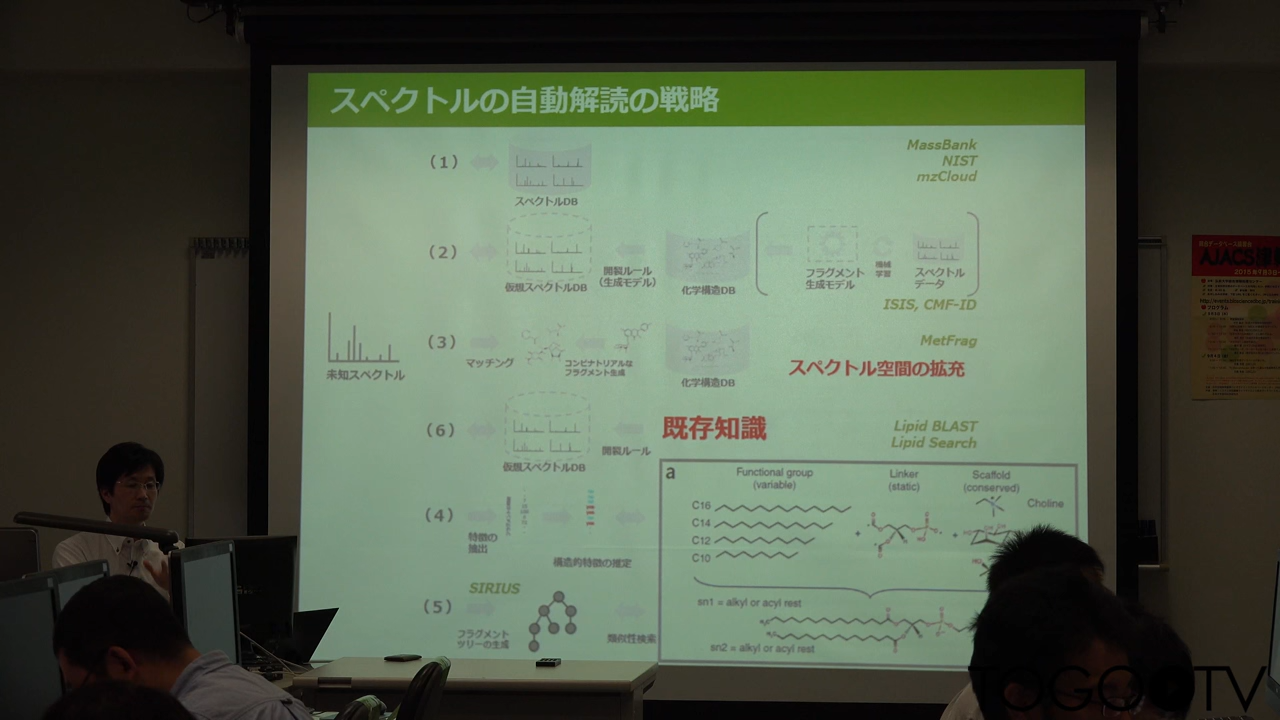 スペクトルの自動解読の戦略
(1)
スペクトルDB
MassBank
NIST
mzCloud
(2)
仮想スペクトルDB
開裂ルール
(生成モデル)
化学構造DB
フラグメント
生成モデル
機械
学習
スペクトル
データ
ISIS, CMF-ID
未知スペクトル
(3)
マッチング
コンビナトリアルな
フラグメント生成
化学構造DB
MetFrag
スペクトル空間の拡充
(6)
仮想スペクトルDB
開裂ルール
既存知識
Lipid BLAST
Lipid Search
(4)
特徴の
抽出
構造的特徴の推定
(5)
SIRIUS
フラグメント
ツリーの生成
類似性検索
a
Functional group
(variable)
Linker
(static)
Scaffold
(conserved)
C16
C14
C12
C10
+
+
Choline
sn1 = alkyl or acyl rest
sn2 = alkyl or acyl rest
AJACS
TOGO TV